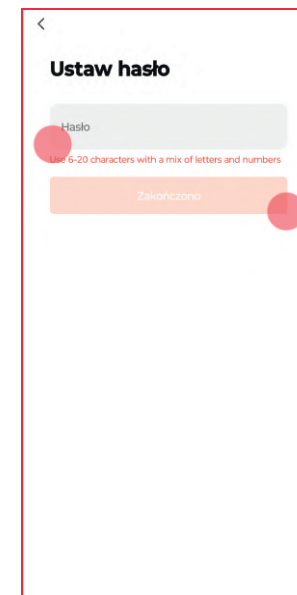 Ustaw hasło
Hasło
Use 6-20 characters with a mix of letters and numbers
Zakończono